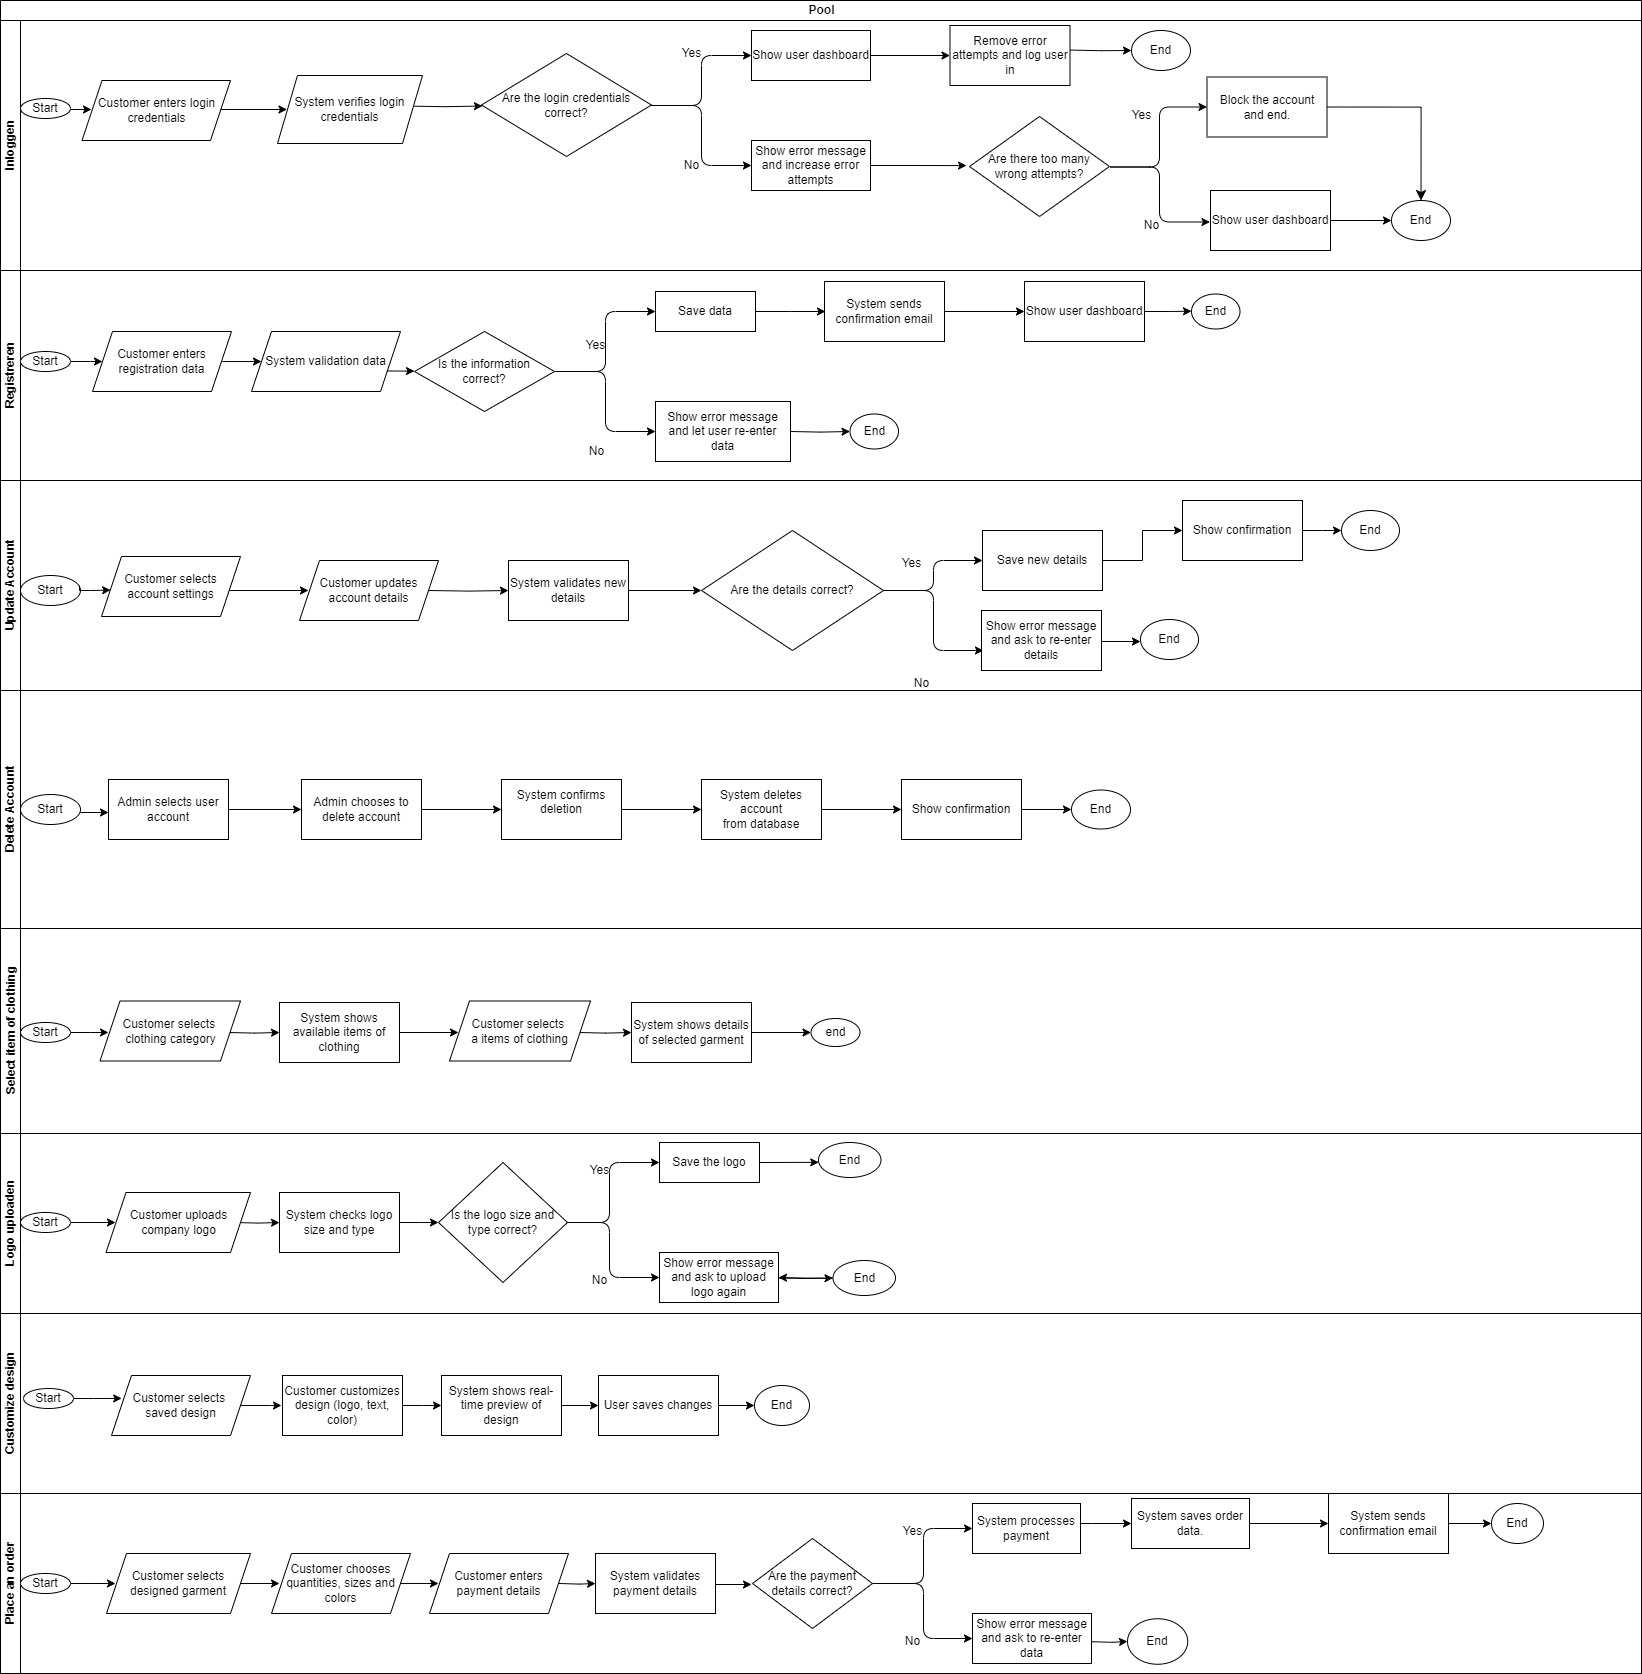 Pool
Inloggen
Start
Customer enters login
credentials
System verifies login
credentials
Are the login credentials
correct?
Yes
Show user dashboard
Remove error
attempts and log user
in
End
No
Show error message
and increase error
attempts
Are there too many
wrong attempts?
Yes
Block the account
and end.
No
Show user dashboard
End
Registreren
Start
Customer enters
registration data
System validation data
Is the information
correct?
Yes
Save data
System sends
confirmation email
Show user dashboard
End
No
Show error message
and let user re-enter
data
End
Update Account
Start
Customer selects
account settings
Customer updates
account details
System validates new
details
Are the details correct?
Yes
Save new details
Show confirmation
End
No
Show error message
and ask to re-enter
details
End
Delete Account
Start
Admin selects user
account
Admin chooses to
delete account
System confirms
deletion
System deletes
account
from database
Show confirmation
End
Select item of clothing
Start
Customer selects
clothing category
System shows
available items of
clothing
Customer selects
a items of clothing
System shows details
of selected garment
end
Logo uploaden
Start
Customer uploads
company logo
System checks logo
size and type
Is the logo size and
type correct?
Yes
Save the logo
End
No
Show error message
and ask to upload
logo again
End
Customize design
Start
Customer selects
saved design
Customer customizes
design (logo, text,
color)
System shows real-
time preview of
design
User saves changes
End
Place an order
Start
Customer selects
designed garment
Customer chooses
quantities, sizes and
colors
Customer enters
payment details
System validates
payment details
Are the payment
details correct?
Yes
System processes
payment
System saves order
data.
System sends
confirmation email
End
No
Show error message
and ask to re-enter
data
End